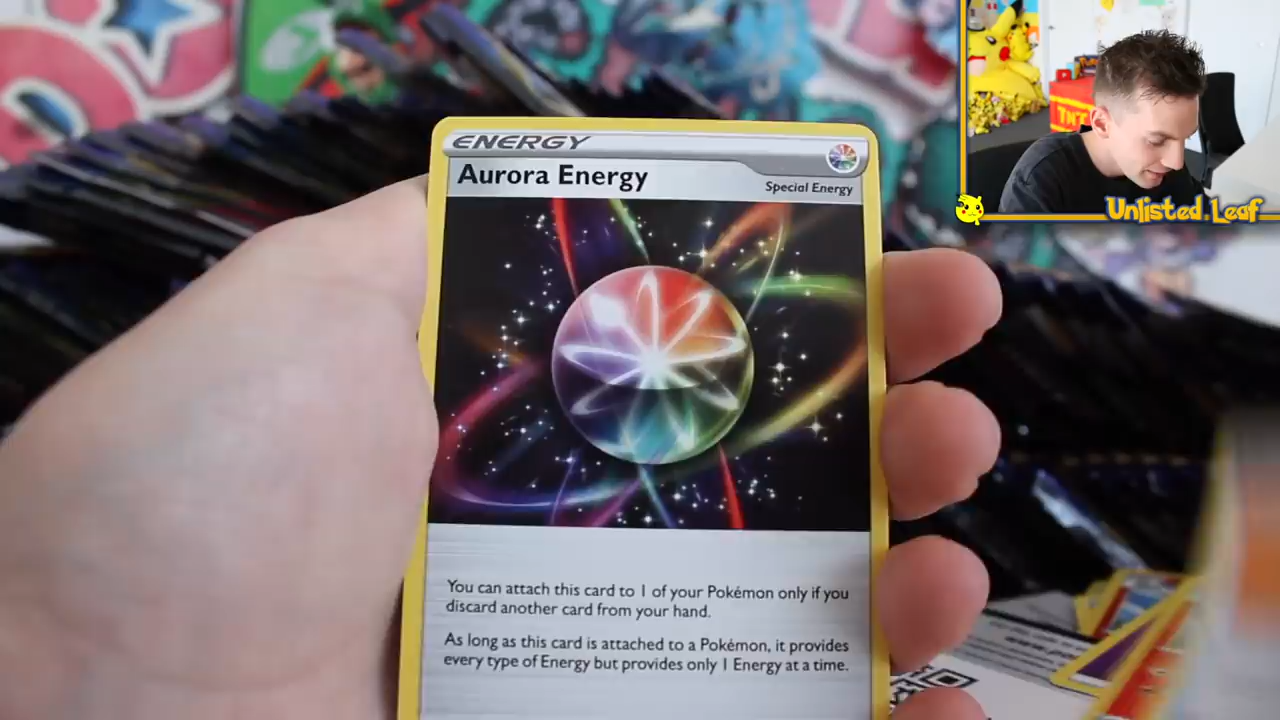 ENERGY
Aurora Energy
Special Energy
TNT
Unlisted.Leaf
You can attach this card to 1 of your Pokémon only if you
discard another card from your hand.
As long as this card is attached to a Pokémon, it provides
every type of Energy but provides only 1 Energy at a time.